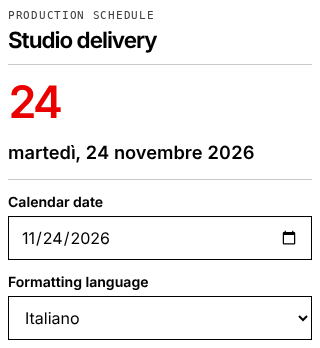 PRODUCTION SCHEDULE
Studio delivery
24
martedì, 24 novembre 2026
Calendar date
11/24/2026
Formatting language
Italiano